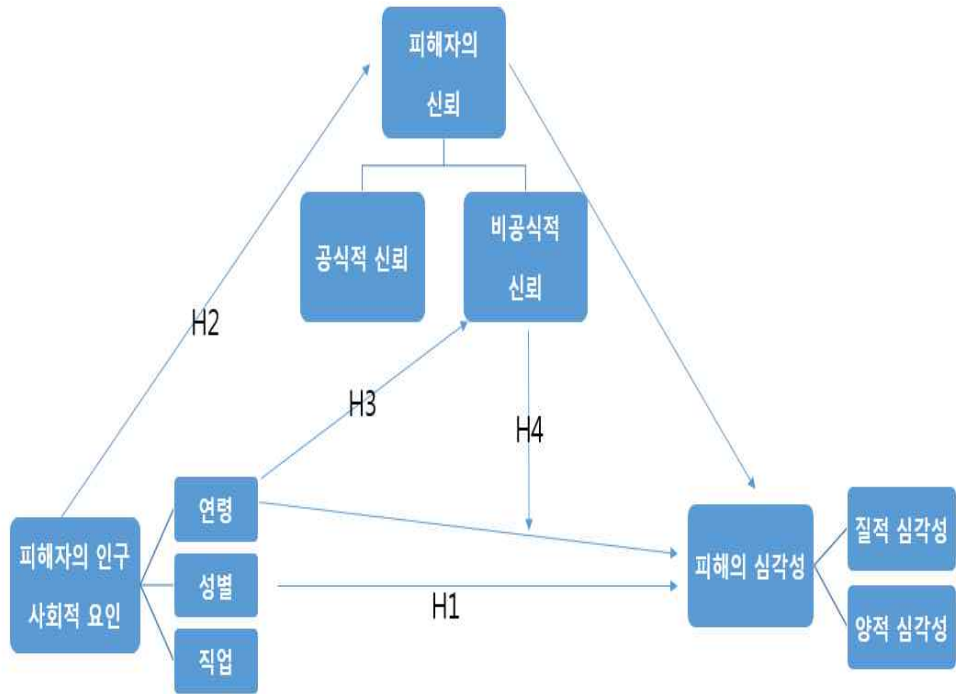 피해자의
신뢰
공식적 신뢰
비공식적
신뢰
H2
H3
H4
연령
피해자의 인구
사회적 요인
성별
직업
H1
피해의 심각성
질적 심각성
양적 심각성